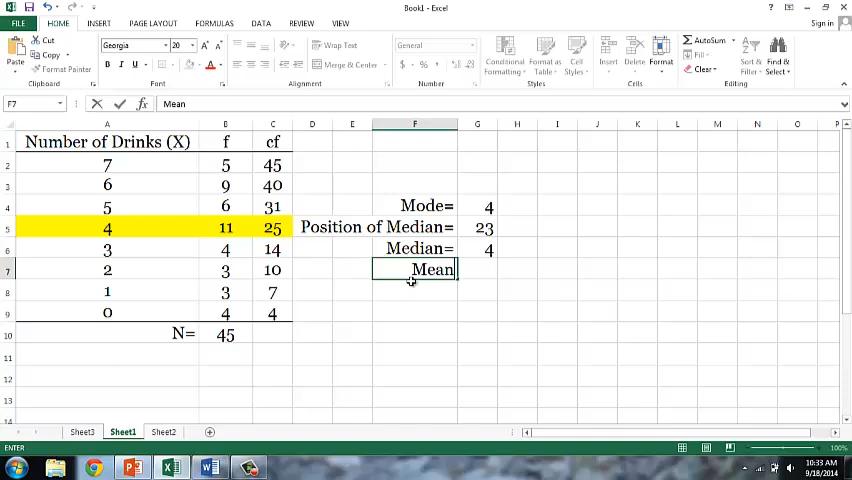 Book1 - Excel
FILE HOME INSERT PAGE LAYOUT FORMULAS DATA REVIEW VIEW Sign in
Cut Georgia 20 Wrap Text General AutoSum
Copy Fill
Format Painter Merge & Center Clear
Paste Conditional Formatting Format as Table Cell Styles Insert Delete Format Sort & Filter Find & Select
Clipboard Font Alignment Number Styles Cells Editing
F7 fx Mean
A B C D E F G H I J K L M N O P
1 Number of Drinks (X) f cf
2 7 5 45
3 6 9 40
4 5 6 31 Mode= 4
5 4 11 25 Position of Median= 23
6 3 4 14 Median= 4
7 2 3 10 Mean
8 1 3 7
9 0 4 4
10 N= 45
11
12
13
14
Sheet3 Sheet1 Sheet2
ENTER 100%
10:33 AM
9/18/2014